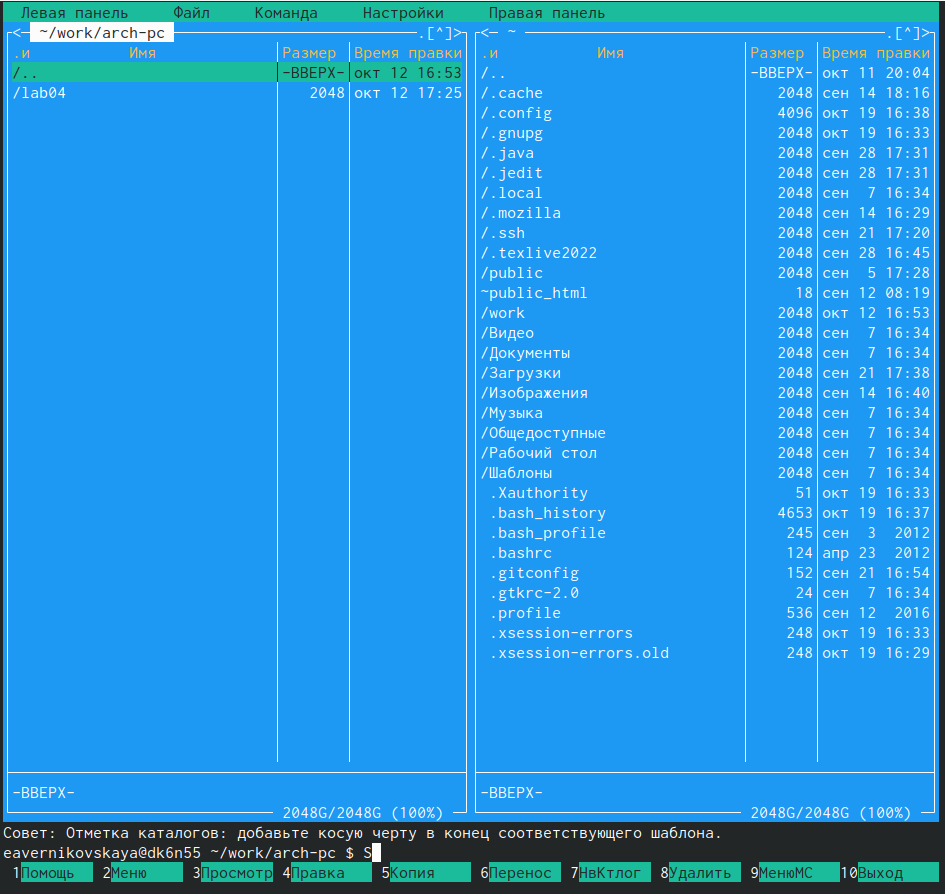 Левая панель Файл Команда Настройки Правая панель
<─ ~/work/arch-pc .[^]>
.и Имя Размер Время правки
/.. -ВВЕРХ- окт 12 16:53
/lab04 2048 окт 12 17:25
-ВВЕРХ-
2048G/2048G (100%)
<─ ~ .[^]>
.и Имя Размер Время правки
/.. -ВВЕРХ- окт 11 20:04
/.cache 2048 сен 14 18:16
/.config 4096 окт 19 16:38
/.gnupg 2048 окт 19 16:33
/.java 2048 сен 28 17:31
/.jedit 2048 сен 28 17:31
/.local 2048 сен 7 16:34
/.mozilla 2048 сен 14 16:29
/.ssh 2048 сен 21 17:20
/.texlive2022 2048 сен 28 16:45
/public 2048 сен 5 17:28
~public_html 18 сен 12 08:19
/work 2048 окт 12 16:53
/Видео 2048 сен 7 16:34
/Документы 2048 сен 7 16:34
/Загрузки 2048 сен 21 17:38
/Изображения 2048 сен 14 16:40
/Музыка 2048 сен 7 16:34
/Общедоступные 2048 сен 7 16:34
/Рабочий стол 2048 сен 7 16:34
/Шаблоны 2048 сен 7 16:34
.Xauthority 51 окт 19 16:33
.bash_history 4653 окт 19 16:37
.bash_profile 245 сен 3 2012
.bashrc 124 апр 23 2012
.gitconfig 152 сен 21 16:54
.gtkrc-2.0 24 сен 7 16:34
.profile 536 сен 12 2016
.xsession-errors 248 окт 19 16:33
.xsession-errors.old 248 окт 19 16:29
-ВВЕРХ-
2048G/2048G (100%)
Совет: Отметка каталогов: добавьте косую черту в конец соответствующего шаблона.
eavernikovskaya@dk6n55 ~/work/arch-pc $ S
1Помощь 2Меню 3Просмотр 4Правка 5Копия 6Перенос 7НвКтлог 8Удалить 9МенюМС 10Выход